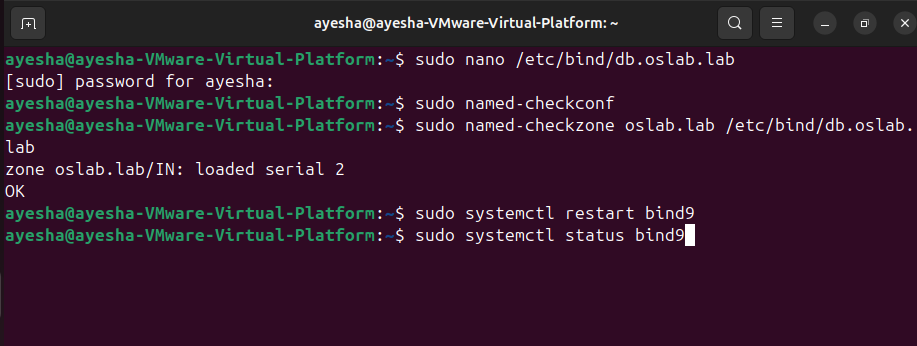 ayesha@ayesha-VMware-Virtual-Platform: ~
ayesha@ayesha-VMware-Virtual-Platform:~$ sudo nano /etc/bind/db.oslab.lab
[sudo] password for ayesha:
ayesha@ayesha-VMware-Virtual-Platform:~$ sudo named-checkconf
ayesha@ayesha-VMware-Virtual-Platform:~$ sudo named-checkzone oslab.lab /etc/bind/db.oslab.
lab
zone oslab.lab/IN: loaded serial 2
OK
ayesha@ayesha-VMware-Virtual-Platform:~$ sudo systemctl restart bind9
ayesha@ayesha-VMware-Virtual-Platform:~$ sudo systemctl status bind9